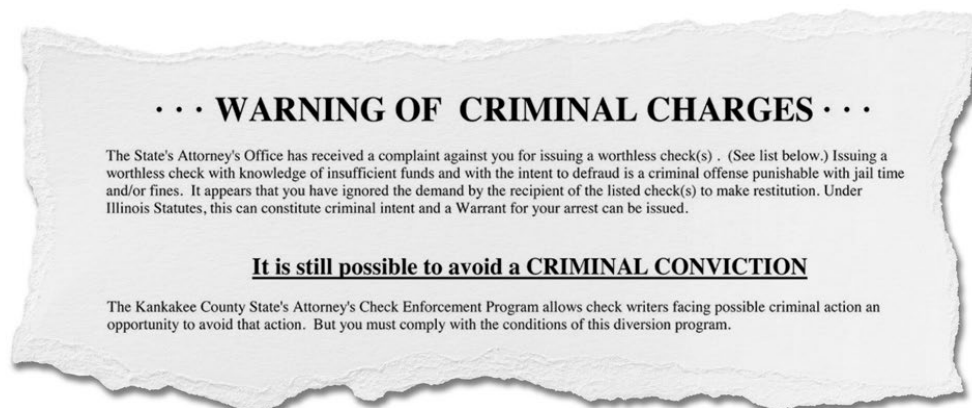 · · · WARNING OF CRIMINAL CHARGES · · ·
The State's Attorney's Office has received a complaint against you for issuing a worthless check(s) . (See list below.) Issuing a
worthless check with knowledge of insufficient funds and with the intent to defraud is a criminal offense punishable with jail time
and/or fines. It appears that you have ignored the demand by the recipient of the listed check(s) to make restitution. Under
Illinois Statutes, this can constitute criminal intent and a Warrant for your arrest can be issued.
It is still possible to avoid a CRIMINAL CONVICTION
The Kankakee County State's Attorney's Check Enforcement Program allows check writers facing possible criminal action an
opportunity to avoid that action. But you must comply with the conditions of this diversion program.